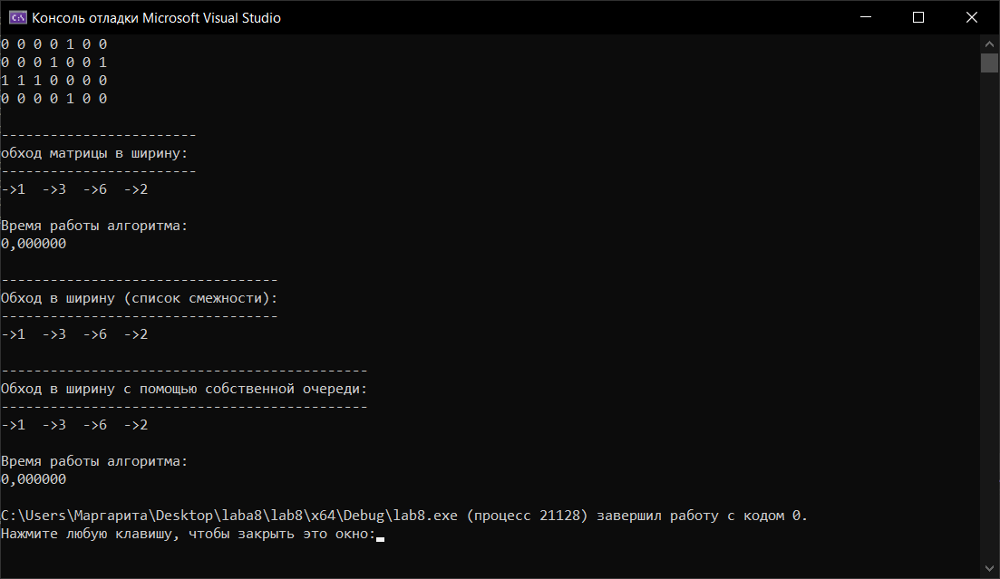 Консоль отладки Microsoft Visual Studio
0 0 0 0 1 0 0
0 0 0 1 0 0 1
1 1 1 0 0 0 0
0 0 0 0 1 0 0
------------------------
обход матрицы в ширину:
------------------------
->1  ->3  ->6  ->2
Время работы алгоритма:
0,000000
----------------------------------
Обход в ширину (список смежности):
----------------------------------
->1  ->3  ->6  ->2
---------------------------------------------
Обход в ширину с помощью собственной очереди:
---------------------------------------------
->1  ->3  ->6  ->2
Время работы алгоритма:
0,000000
C:\Users\Маргарита\Desktop\laba8\lab8\x64\Debug\lab8.exe (процесс 21128) завершил работу с кодом 0.
Нажмите любую клавишу, чтобы закрыть это окно: